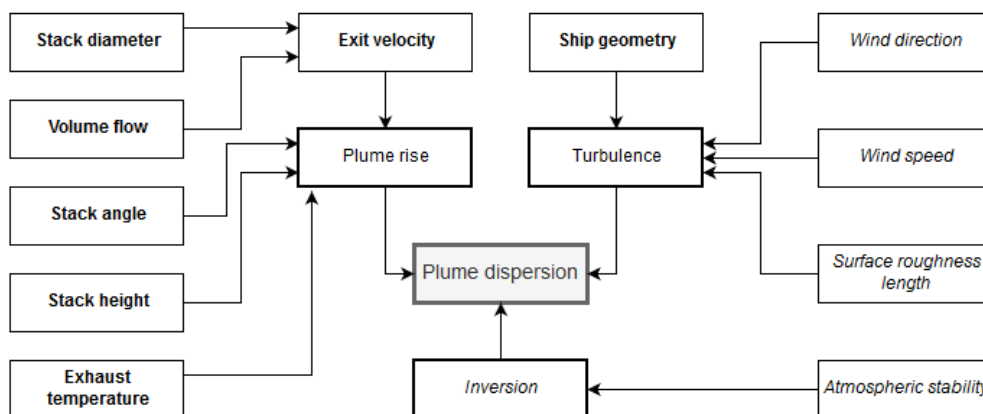 Stack diameter
Exit velocity
Ship geometry
Wind direction
Volume flow
Plume rise
Turbulence
Wind speed
Stack angle
Plume dispersion
Surface roughness
length
Stack height
Exhaust
temperature
Inversion
Atmospheric stability